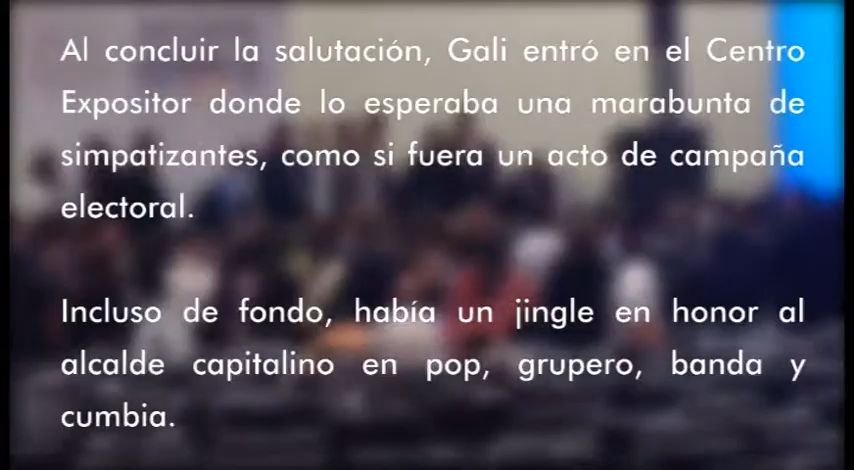 Al concluir la salutación, Gali entró en el Centro
Expositor donde lo esperaba una marabunta de
simpatizantes, como si fuera un acto de campaña
electoral.
Incluso de fondo, había un jingle en honor al
alcalde capitalino en pop, grupero, banda y
cumbia.